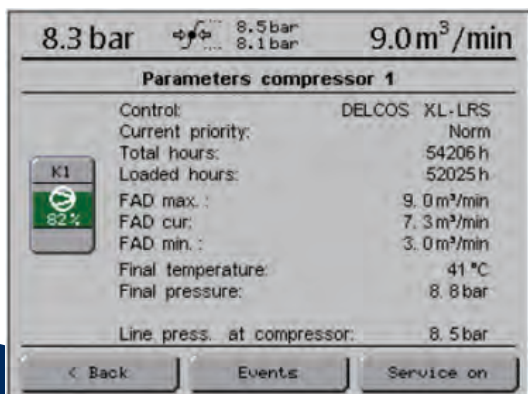 8.3 bar 8.5 bar 9.0 m³/min
8.1 bar
Parameters compressor 1
Control: DELCOS XL-LRS
Current priority: Norm
Total hours: 54206 h
Loaded hours: 52025 h
K1
82 %
FAD max. : 9.0 m³/min
FAD cur: 7.3 m³/min
FAD min. : 3.0 m³/min
Final temperature: 41 °C
Final pressure: 8.8 bar
Line press. at compressor: 8.5 bar
< Back Events Service on